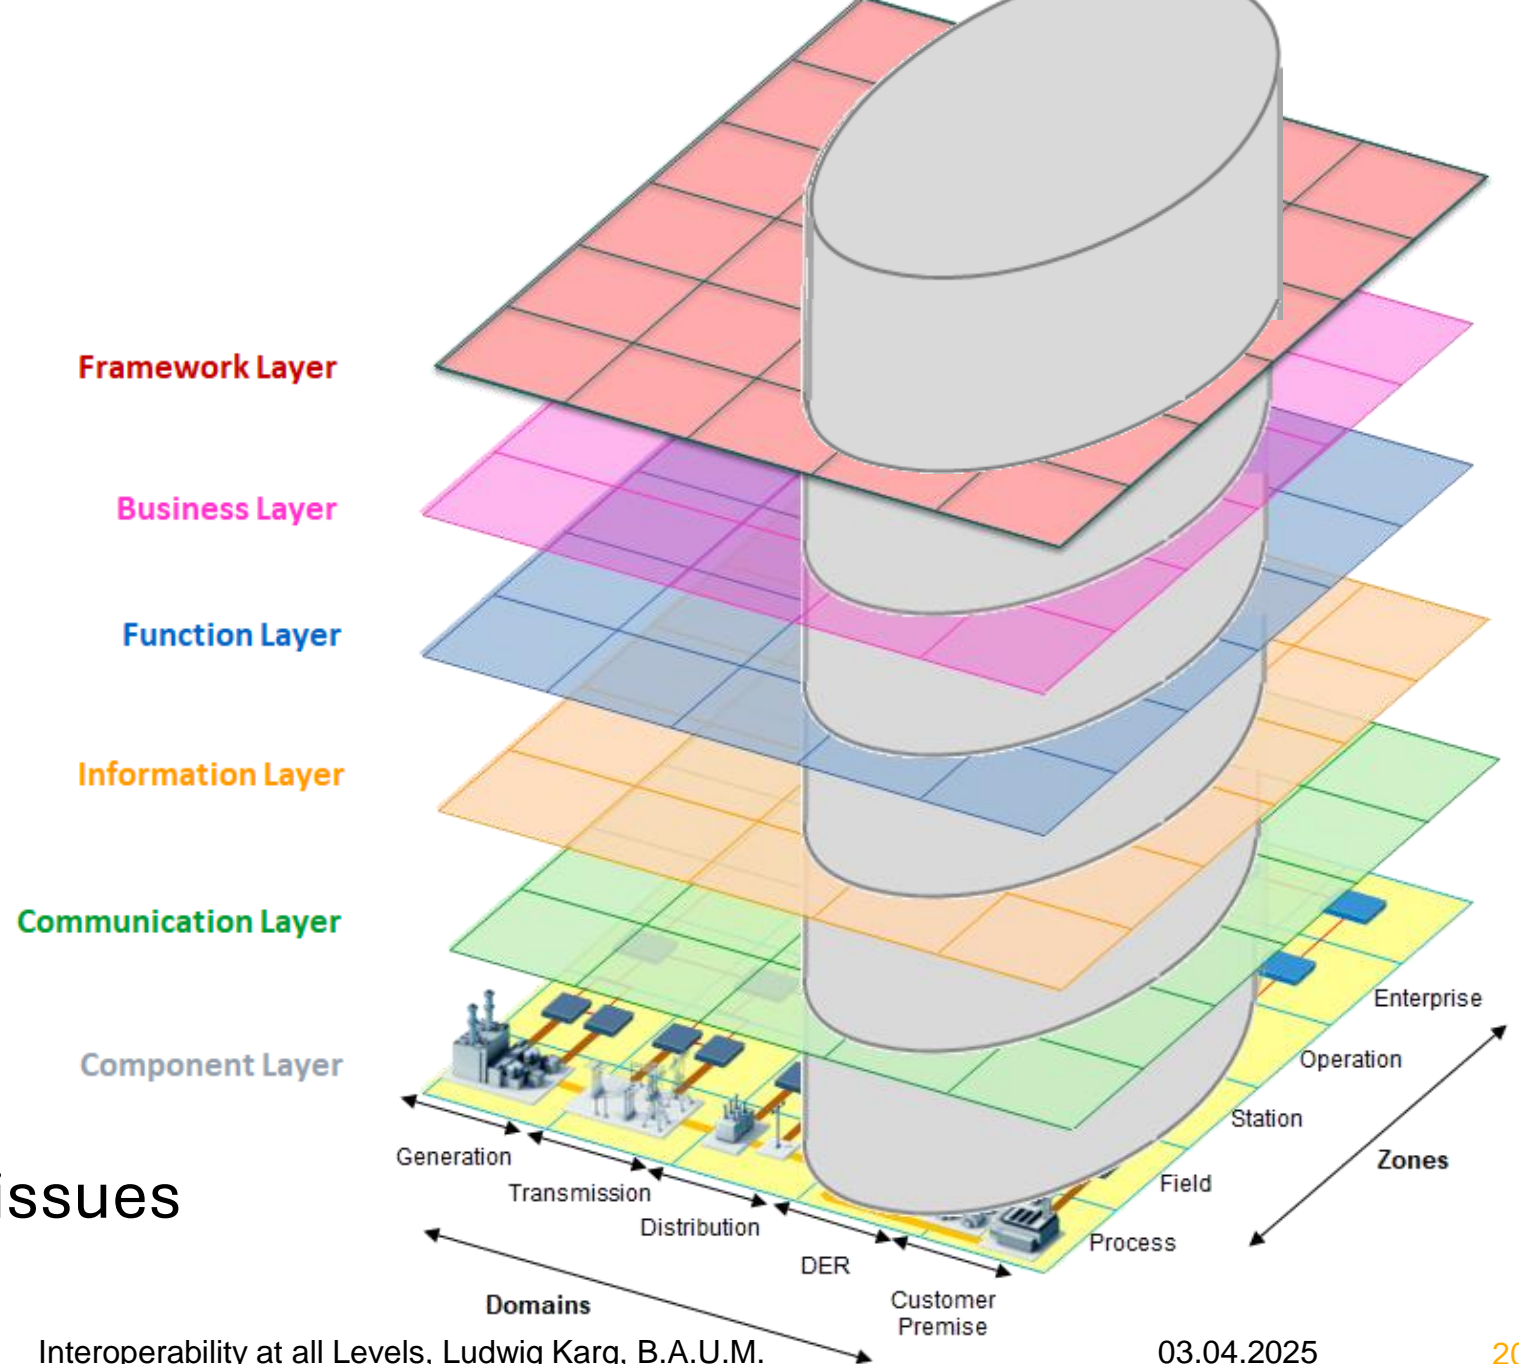 Framework Layer
Business Layer
Function Layer
Information Layer
Communication Layer
Component Layer
Enterprise
Operation
Station
Field
Process
Zones
Generation
Transmission
Distribution
DER
Customer
Premise
Domains
issues
Interoperability at all Levels, Ludwig Karg, B.A.U.M.
03.04.2025
20